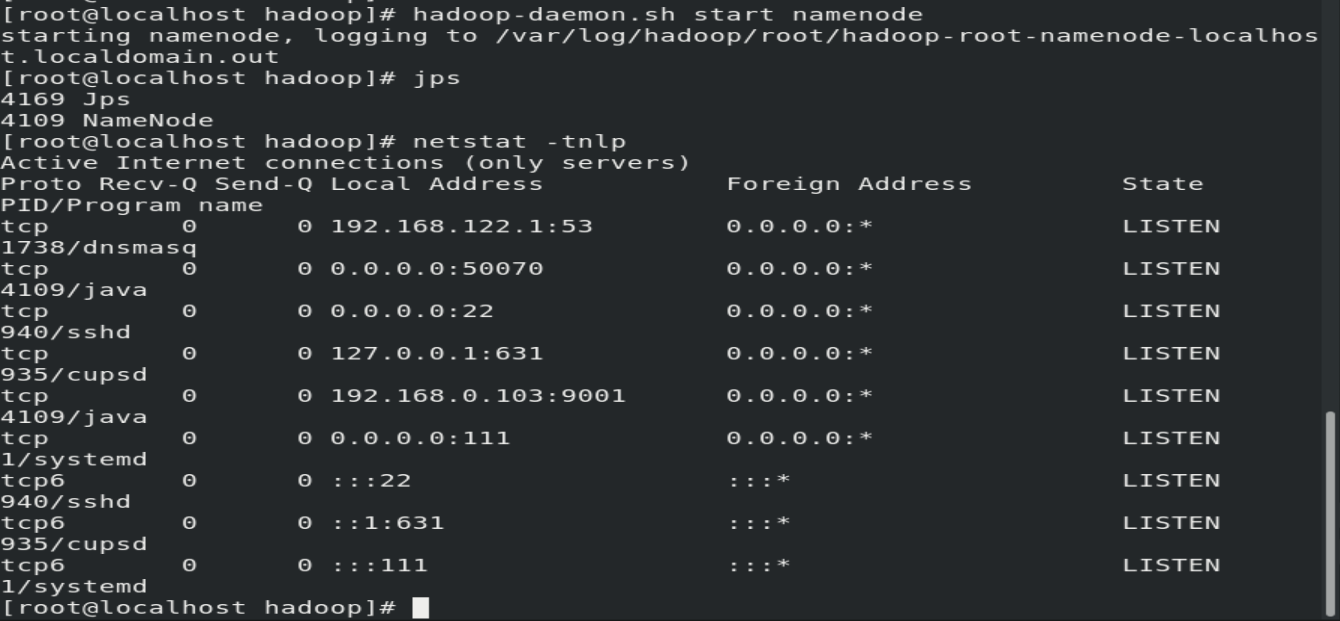 [root@localhost hadoop]# hadoop-daemon.sh start namenode
starting namenode, logging to /var/log/hadoop/root/hadoop-root-namenode-localhos
t.localdomain.out
[root@localhost hadoop]# jps
4169 Jps
4109 NameNode
[root@localhost hadoop]# netstat -tnlp
Active Internet connections (only servers)
Proto Recv-Q Send-Q Local Address           Foreign Address         State
PID/Program name
tcp        0      0 192.168.122.1:53        0.0.0.0:*               LISTEN
1738/dnsmasq
tcp        0      0 0.0.0.0:50070           0.0.0.0:*               LISTEN
4109/java
tcp        0      0 0.0.0.0:22              0.0.0.0:*               LISTEN
940/sshd
tcp        0      0 127.0.0.1:631           0.0.0.0:*               LISTEN
935/cupsd
tcp        0      0 192.168.0.103:9001      0.0.0.0:*               LISTEN
4109/java
tcp        0      0 0.0.0.0:111             0.0.0.0:*               LISTEN
1/systemd
tcp6       0      0 :::22                   :::*                    LISTEN
940/sshd
tcp6       0      0 ::1:631                 :::*                    LISTEN
935/cupsd
tcp6       0      0 :::111                  :::*                    LISTEN
1/systemd
[root@localhost hadoop]#